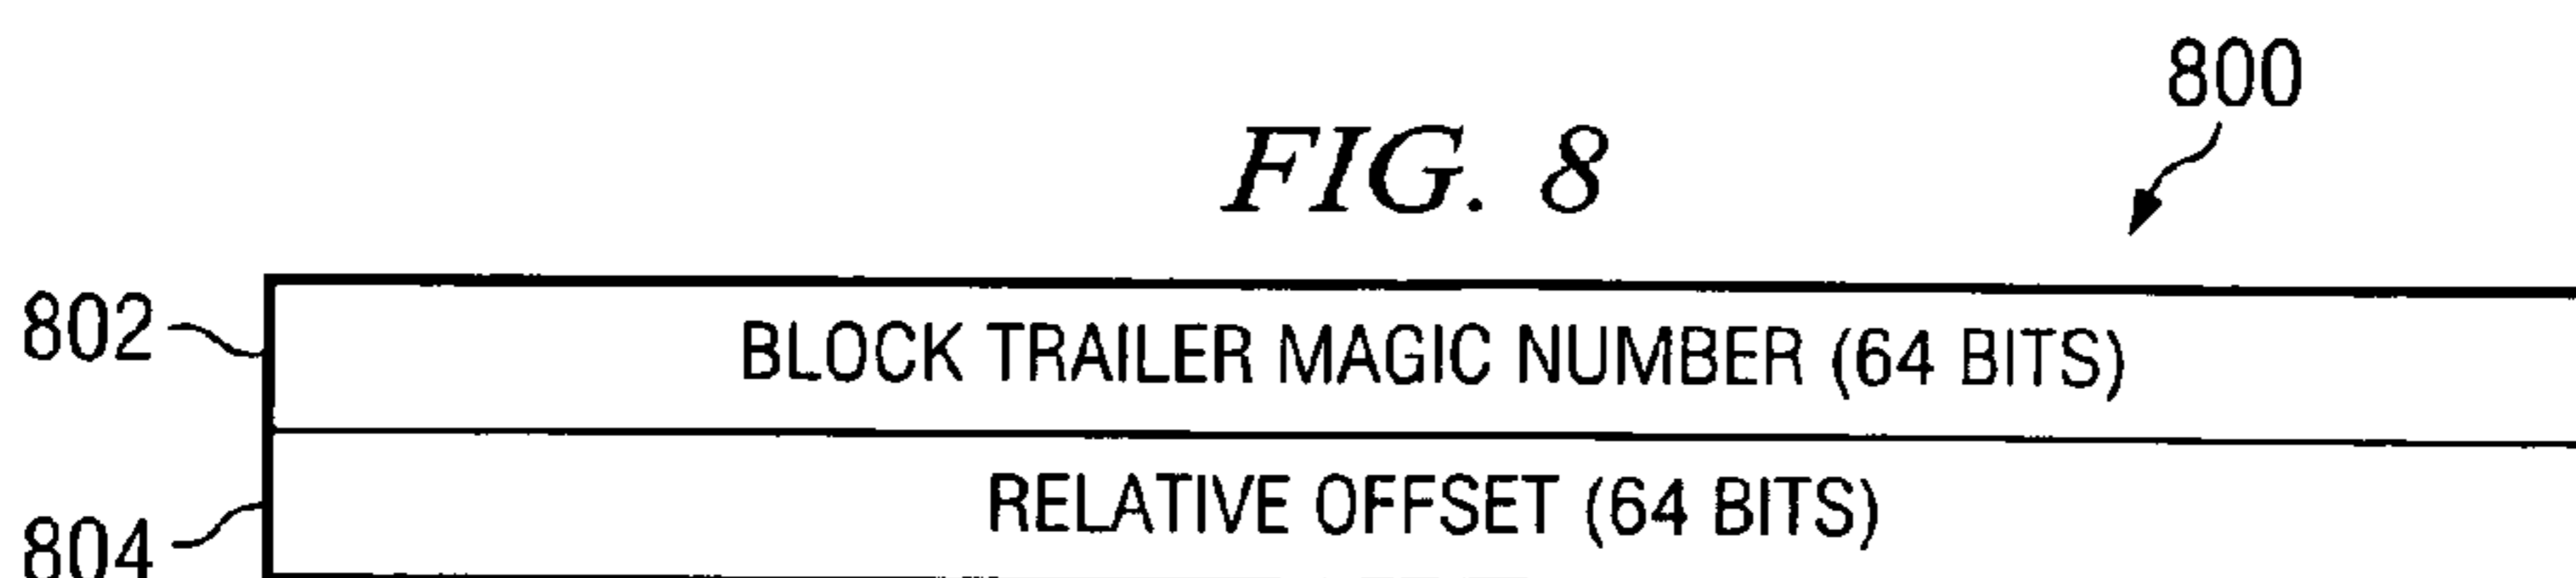 800
FIG. 8
802
BLOCK TRAILER MAGIC NUMBER (64 BITS)
RELATIVE OFFSET (64 BITS)
804